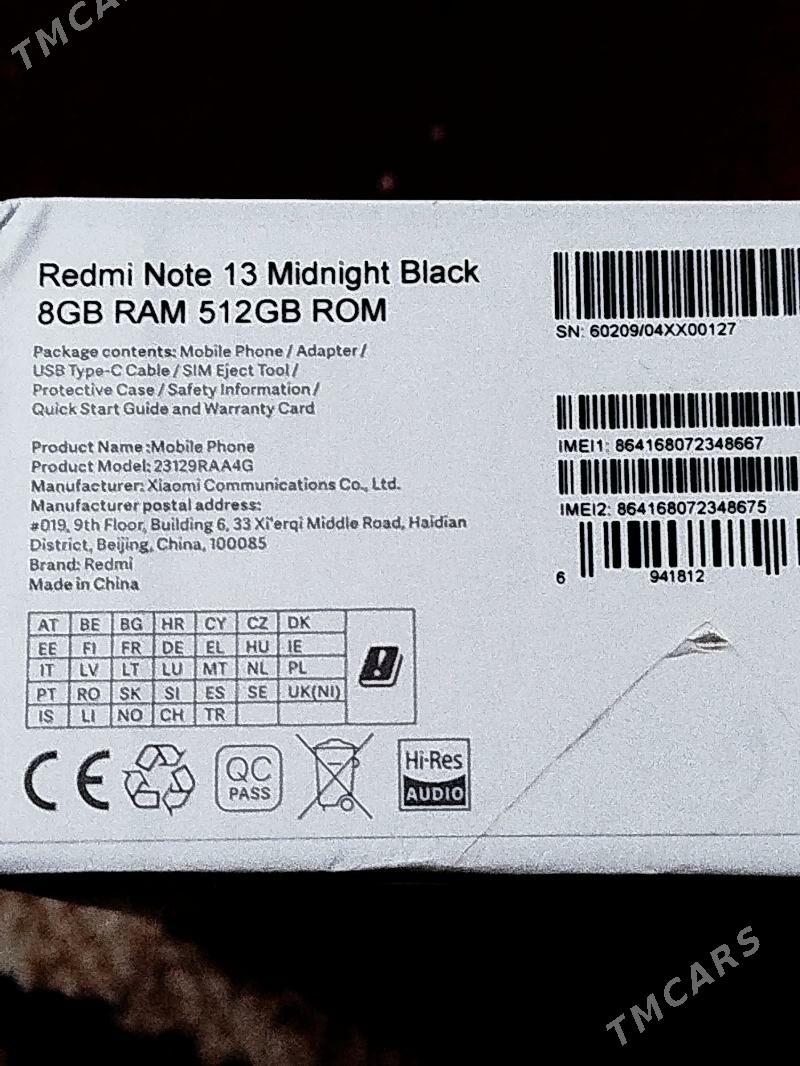 TMCARS
Redmi Note 13 Midnight Black
8GB RAM 512GB ROM
Package contents: Mobile Phone / Adapter /
USB Type-C Cable / SIM Eject Tool /
Protective Case / Safety Information /
Quick Start Guide and Warranty Card
Product Name :Mobile Phone
Product Model: 23129RAA4G
Manufacturer: Xiaomi Communications Co., Ltd.
Manufacturer postal address:
#019, 9th Floor, Building 6, 33 Xi'erqi Middle Road, Haidian
District, Beijing, China, 100085
Brand: Redmi
Made in China
SN: 60209/04XX00127
IMEI1: 864168072348667
IMEI2: 864168072348675
6 941812
AT BE BG HR CY CZ DK
EE FI FR DE EL HU IE
IT LV LT LU MT NL PL
PT RO SK SI ES SE UK(NI)
IS LI NO CH TR
CE
QC
PASS
Hi-Res
AUDIO
TMCARS